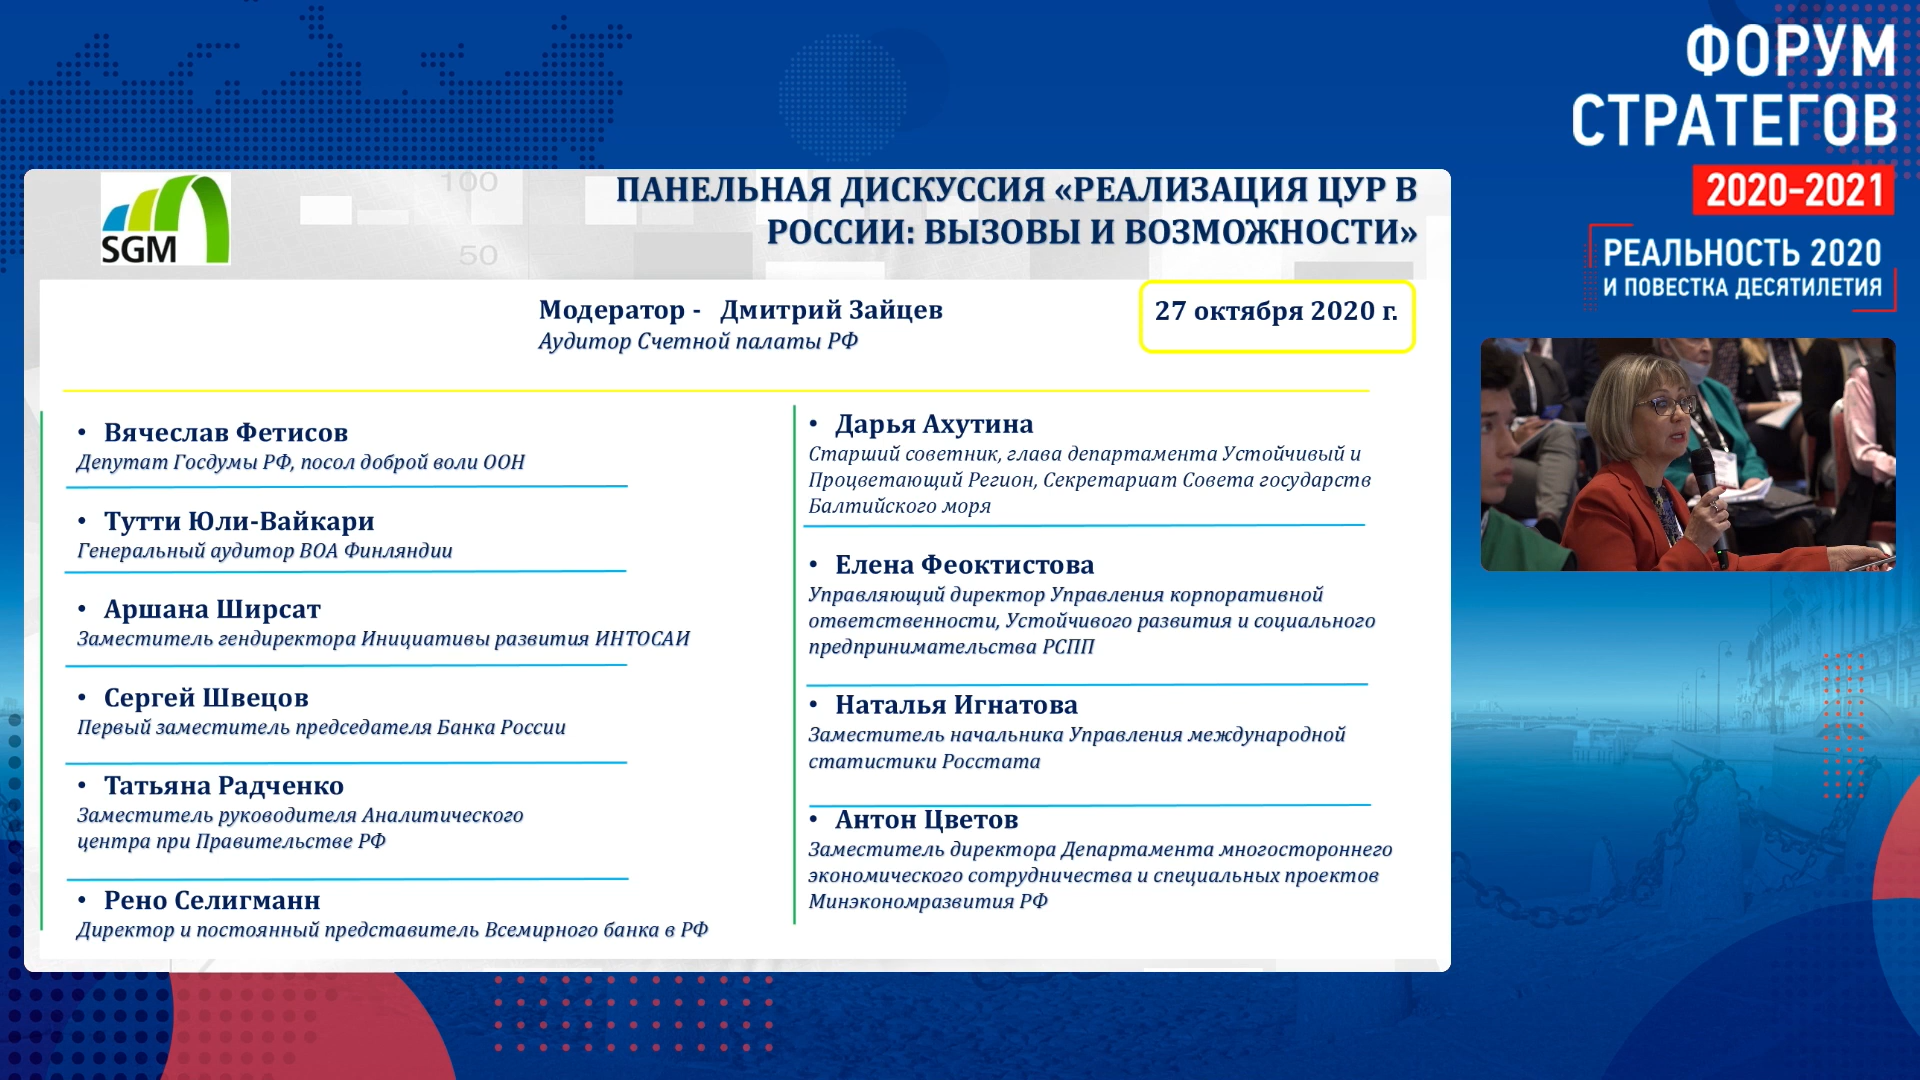 ФОРУМ
СТРАТЕГОВ
2020-2021
РЕАЛЬНОСТЬ 2020
И ПОВЕСТКА ДЕСЯТИЛЕТИЯ
100
50
SGM
ПАНЕЛЬНАЯ ДИСКУССИЯ «РЕАЛИЗАЦИЯ ЦУР В
РОССИИ: ВЫЗОВЫ И ВОЗМОЖНОСТИ»
Модератор - Дмитрий Зайцев
Аудитор Счетной палаты РФ
27 октября 2020 г.
• Вячеслав Фетисов
Депутат Госдумы РФ, посол доброй воли ООН
• Тутти Юли-Вайкари
Генеральный аудитор ВОА Финляндии
• Аршана Ширсат
Заместитель гендиректора Инициативы развития ИНТОСАИ
• Сергей Швецов
Первый заместитель председателя Банка России
• Татьяна Радченко
Заместитель руководителя Аналитического
центра при Правительстве РФ
• Рено Селигманн
Директор и постоянный представитель Всемирного банка в РФ
• Дарья Ахутина
Старший советник, глава департамента Устойчивый и
Процветающий Регион, Секретариат Совета государств
Балтийского моря
• Елена Феоктистова
Управляющий директор Управления корпоративной
ответственности, Устойчивого развития и социального
предпринимательства РСПП
• Наталья Игнатова
Заместитель начальника Управления международной
статистики Росстата
• Антон Цветов
Заместитель директора Департамента многостороннего
экономического сотрудничества и специальных проектов
Минэкономразвития РФ